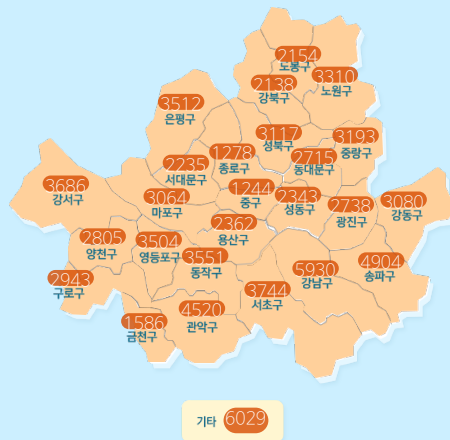 2154
노봉구
2138
강북구
3310
노원구
3512
은평구
3117
성북구
3193
중랑구
1278
종로구
2715
동대문구
2235
서대문구
3686
강서구
3064
마포구
1244
중구
2343
성동구
2738
광진구
3080
강동구
2362
용산구
2805
양천구
3504
영등포구
3551
동작구
4904
송파구
5930
강남구
2943
구로구
3744
서초구
4520
관악구
1586
금천구
기타 6029